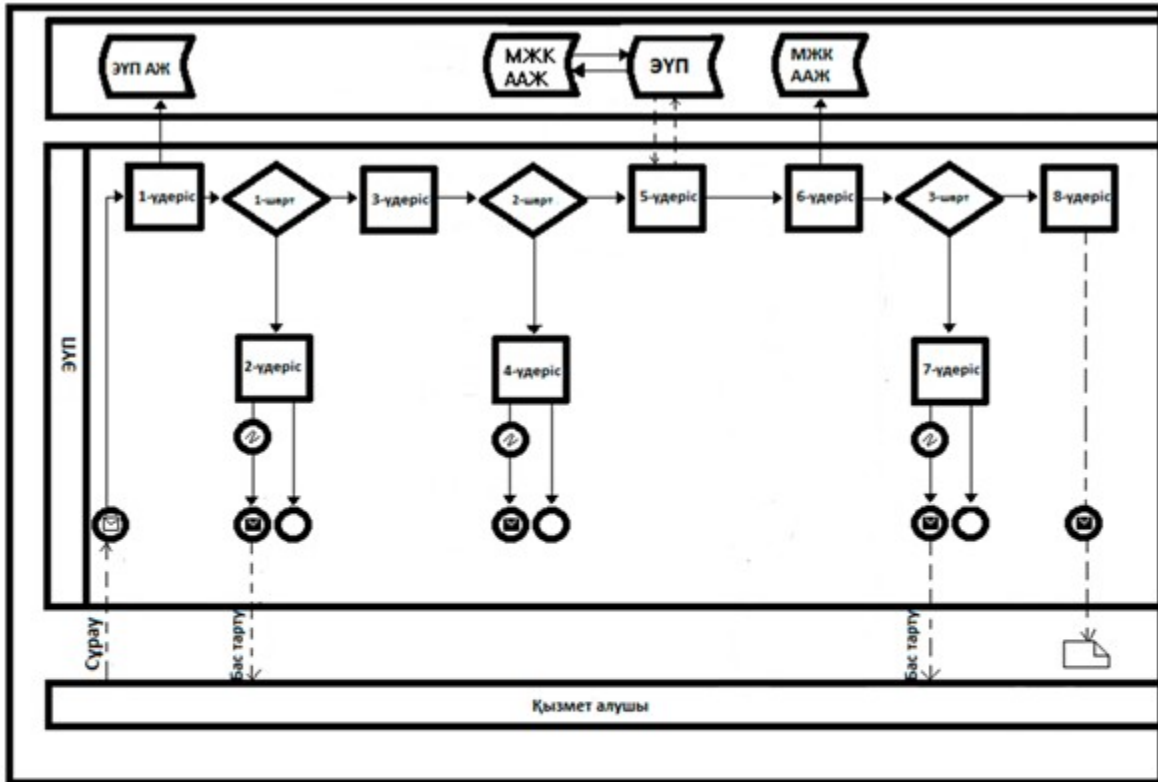 ЭҮП АЖ
МЖК
ААЖ
ЭҮП
МЖК
ААЖ
ЭҮП
1-үдеріс
1-шарт
3-үдеріс
2-шарт
5-үдеріс
6-үдеріс
3-шарт
8-үдеріс
2-үдеріс
4-үдеріс
7-үдеріс
Сұрау
Бас тарту
Бас тарту
Қызмет алушы